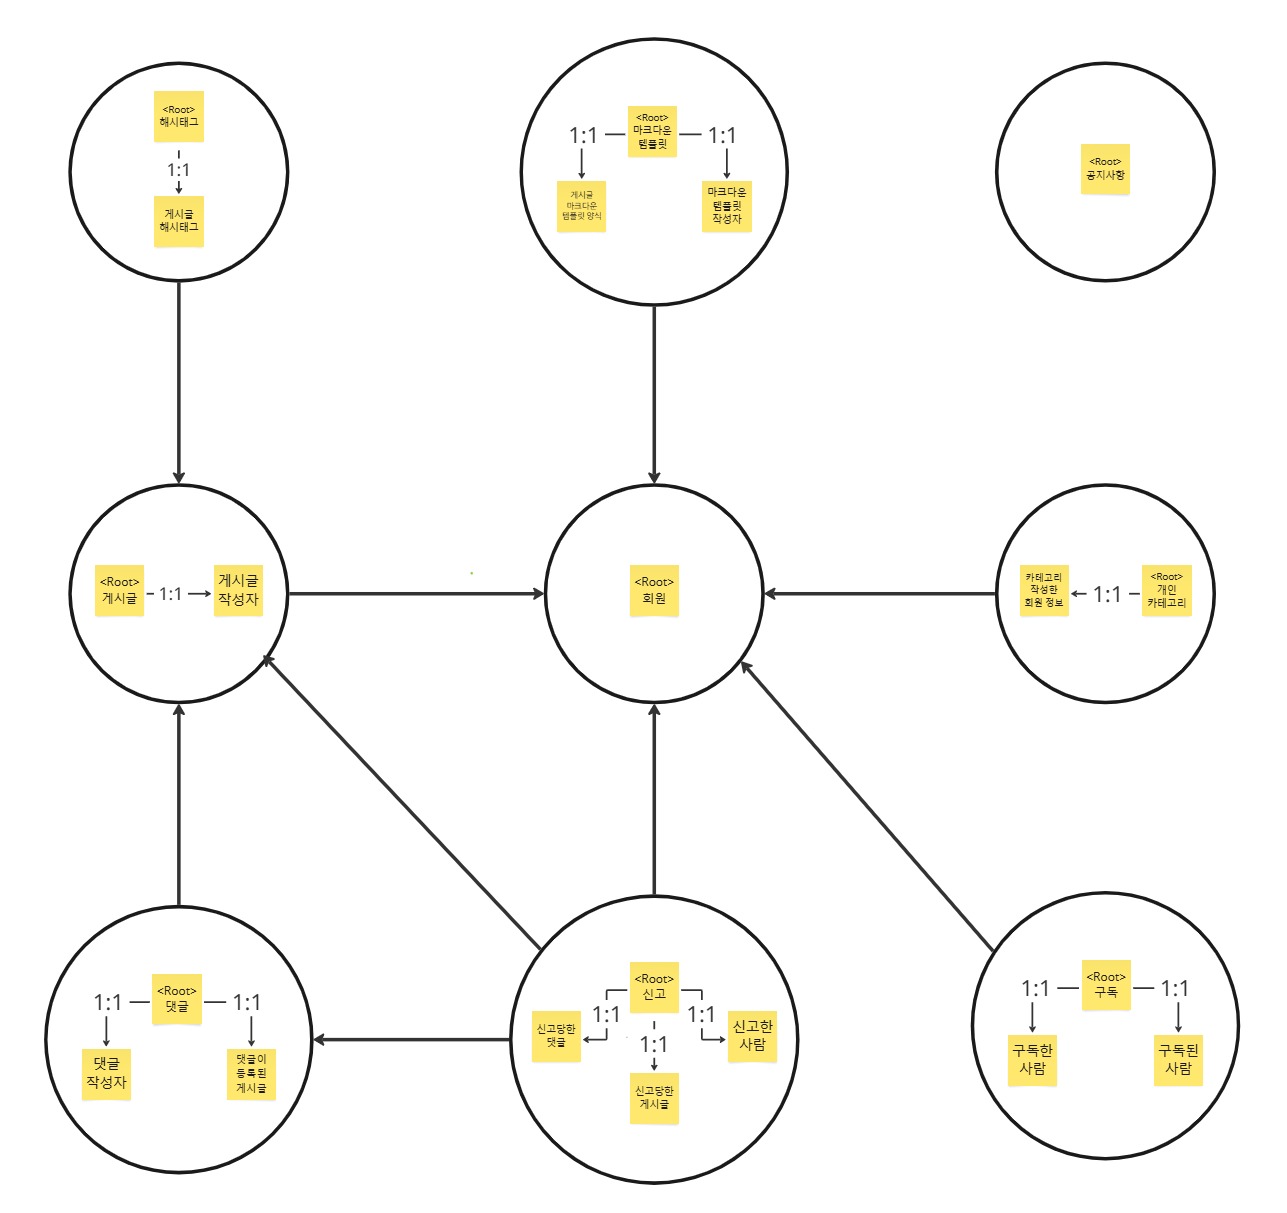 <Root>
해시태그
1:1
게시글
해시태그
<Root>
마크다운
템플릿
1:1
1:1
게시글
마크다운
템플릿 양식
마크다운
템플릿
작성자
<Root>
공지사항
<Root>
게시글
1:1
게시글
작성자
<Root>
회원
카테고리
작성한
회원 정보
1:1
<Root>
개인
카테고리
<Root>
댓글
1:1
1:1
댓글
작성자
댓글이
등록된
게시글
<Root>
신고
1:1
1:1
1:1
신고당한
댓글
신고한
사람
신고당한
게시글
<Root>
구독
1:1
1:1
구독한
사람
구독된
사람